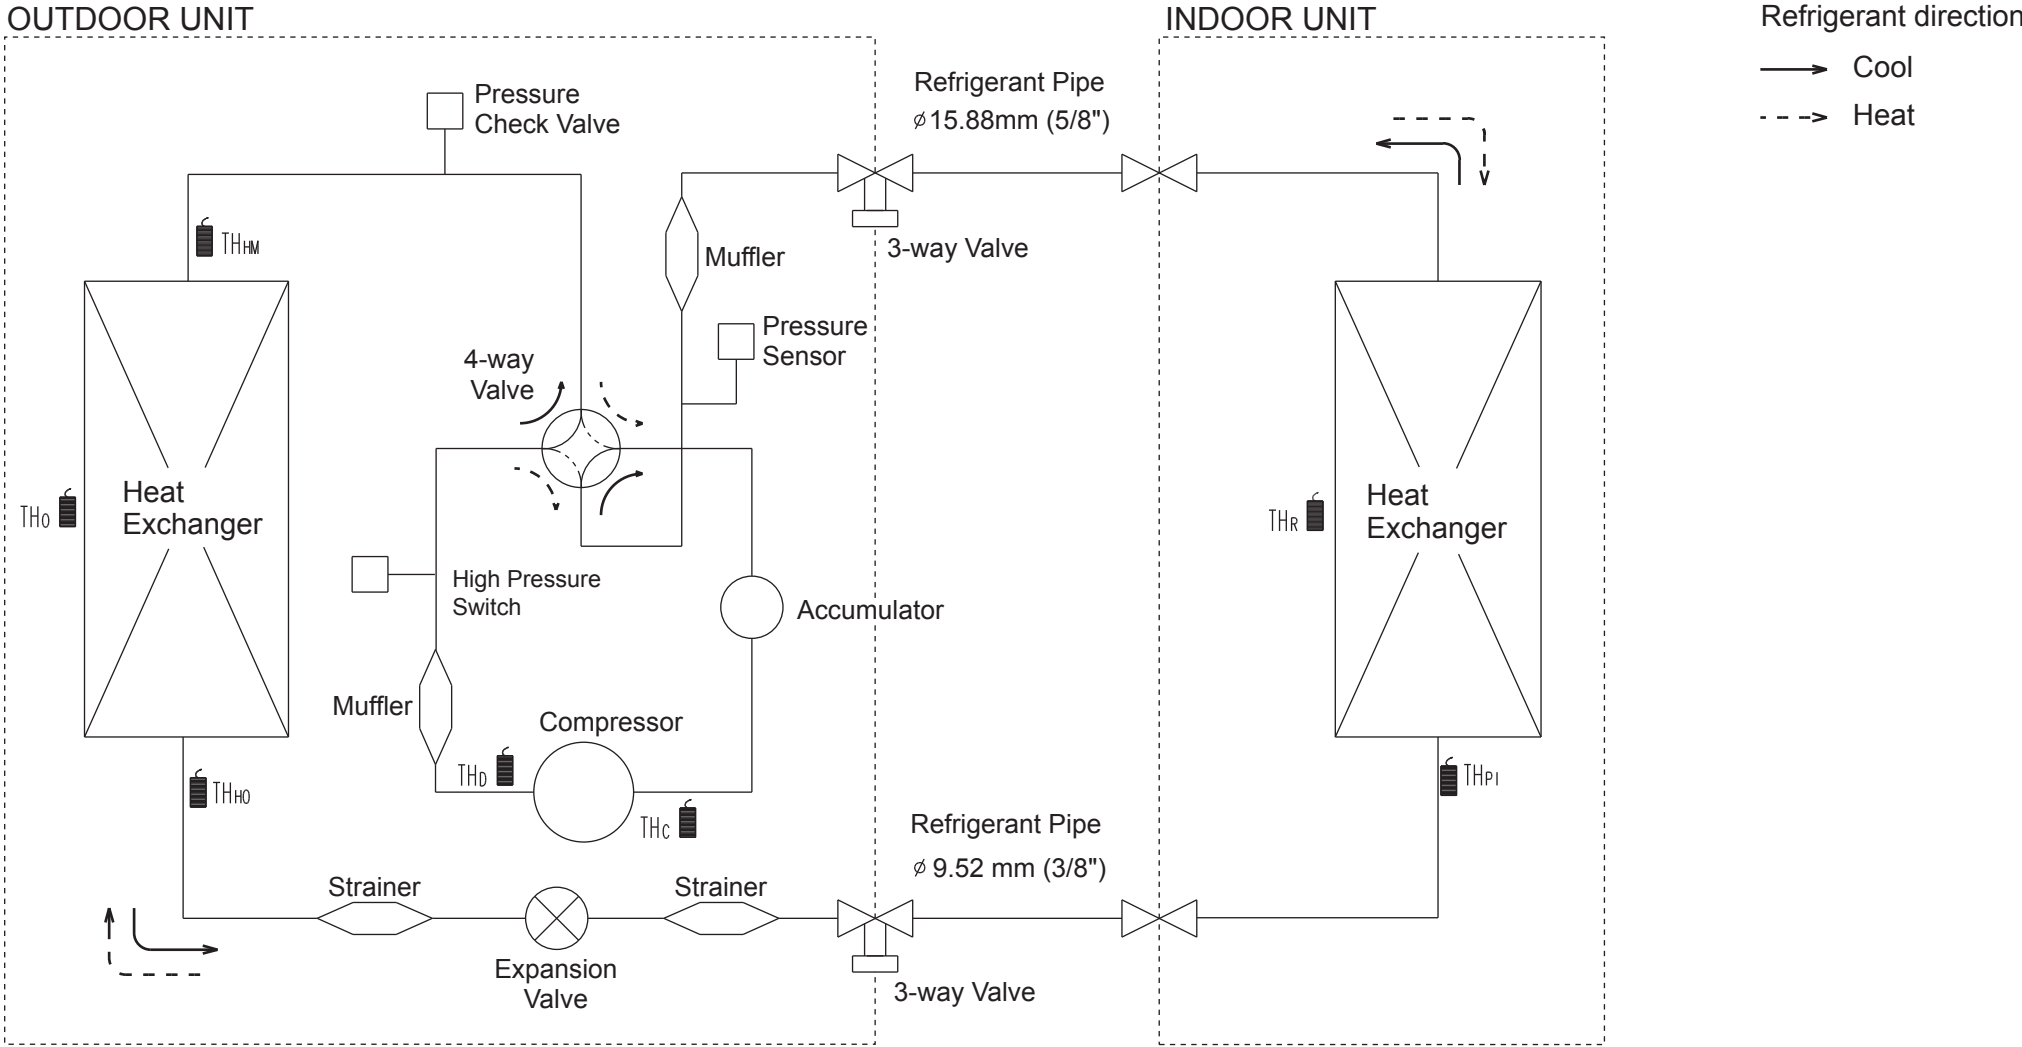 OUTDOOR UNIT
INDOOR UNIT
Refrigerant direction
Cool
Heat
Pressure
Check Valve
Refrigerant Pipe
⌀15.88mm (5/8")
THHM
Muffler
3-way Valve
Pressure
Sensor
4-way
Valve
Heat
Exchanger
THO
Heat
Exchanger
THR
High Pressure
Switch
Accumulator
Muffler
Compressor
THD
THC
THHO
THPI
Refrigerant Pipe
⌀ 9.52 mm (3/8")
Strainer
Strainer
Expansion
Valve
3-way Valve